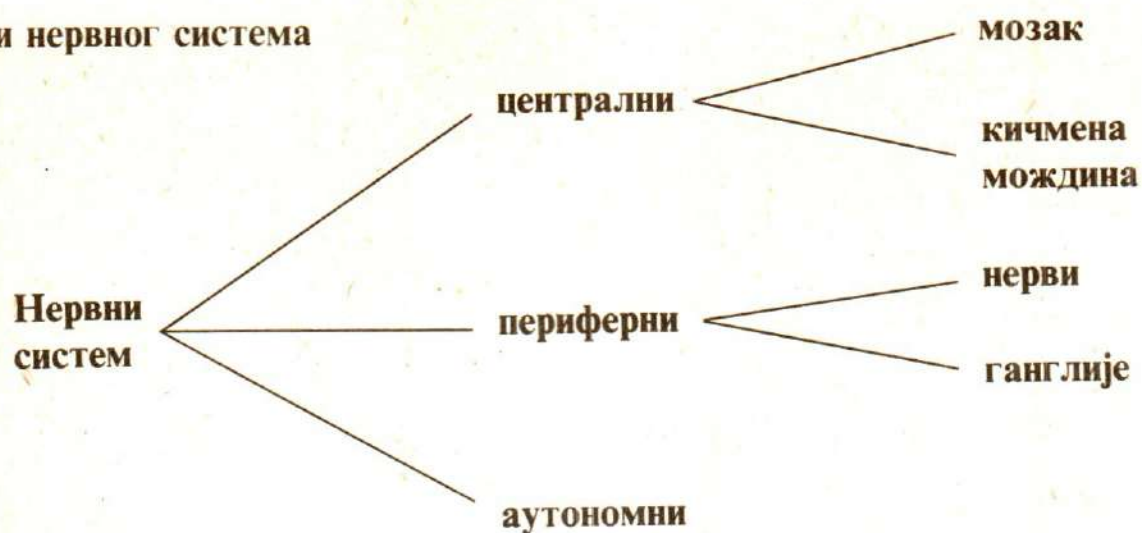 и нервног система
мозак
централни
кичмена
мождина
нерви
Нервни
систем
периферни
ганглије
аутономни